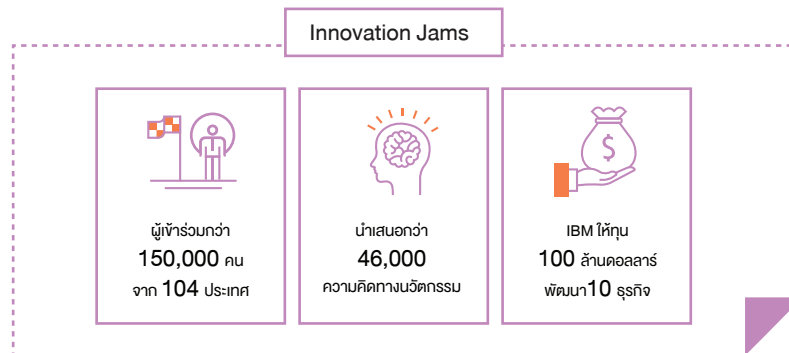 Innovation Jams
ผู้เข้าร่วมกว่า
150,000 คน
จาก 104 ประเทศ
นำเสนอกว่า
46,000
ความคิดทางนวัตกรรม
IBM ให้ทุน
100 ล้านดอลลาร์
พัฒนา10 ธุรกิจ
$